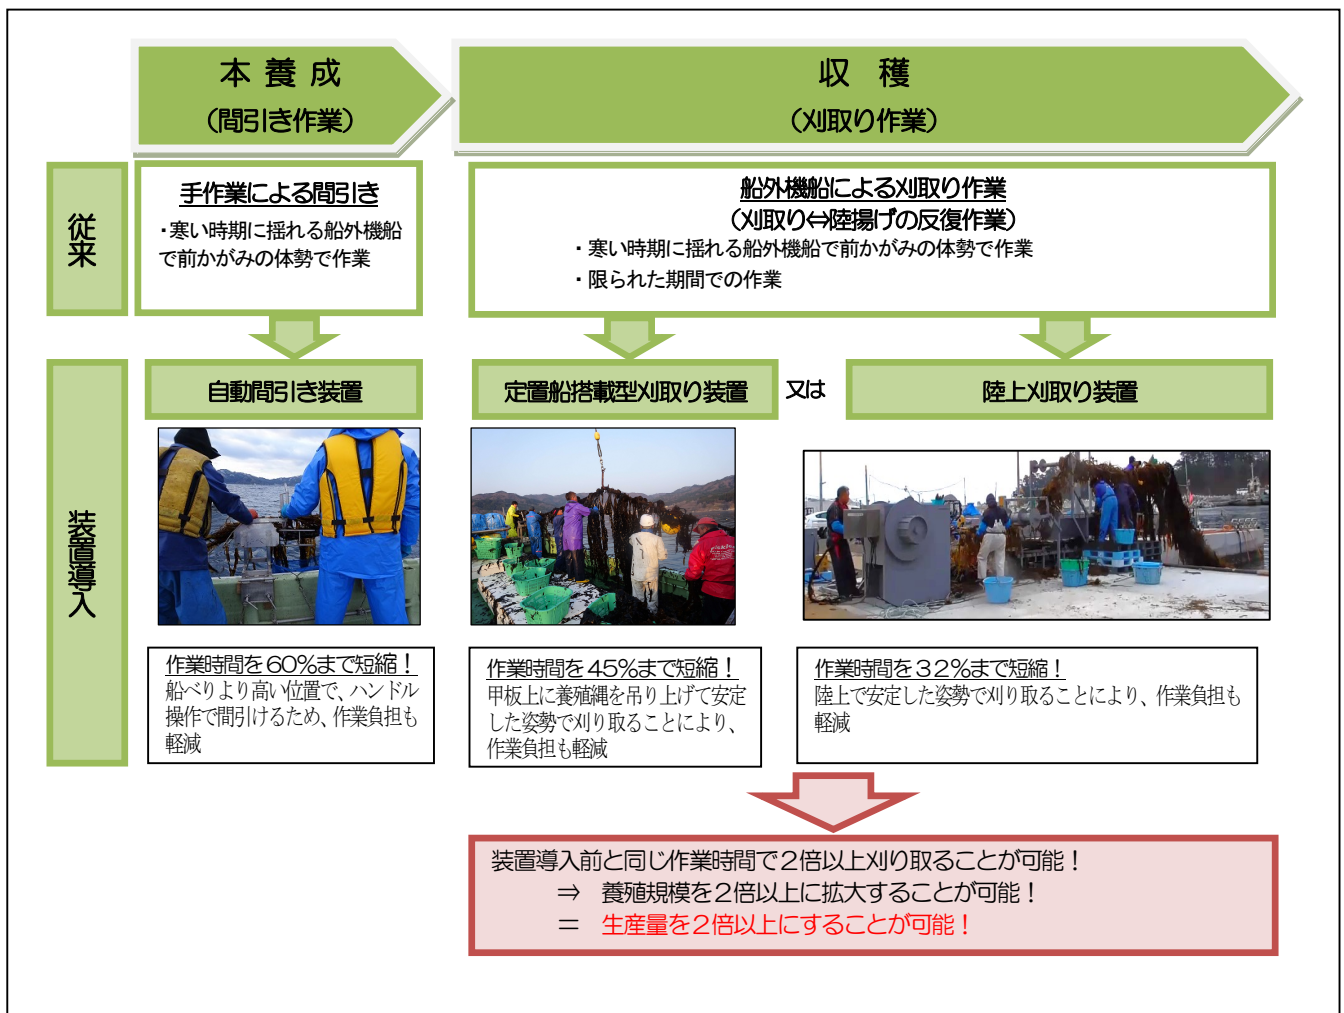 本 養 成
（間引き作業）
収　穫
（刈取り作業）
従来
手作業による間引き
・寒い時期に揺れる船外機船
で前かがみの体勢で作業
船外機船による刈取り作業
（刈取り⇔陸揚げの反復作業）
・寒い時期に揺れる船外機船で前かがみの体勢で作業
・限られた期間での作業
装置導入
自動間引き装置
定置船搭載型刈取り装置
又は
陸上刈取り装置
作業時間を60％まで短縮！
船べりより高い位置で、ハンドル
操作で間引けるため、作業負担も
軽減
作業時間を45％まで短縮！
甲板上に養殖縄を吊り上げて安定
した姿勢で刈り取ることにより、
作業負担も軽減
作業時間を32％まで短縮！
陸上で安定した姿勢で刈り取ることにより、作業負担も
軽減
装置導入前と同じ作業時間で２倍以上刈り取ることが可能！
⇒　養殖規模を２倍以上に拡大することが可能！
＝　生産量を２倍以上にすることが可能！